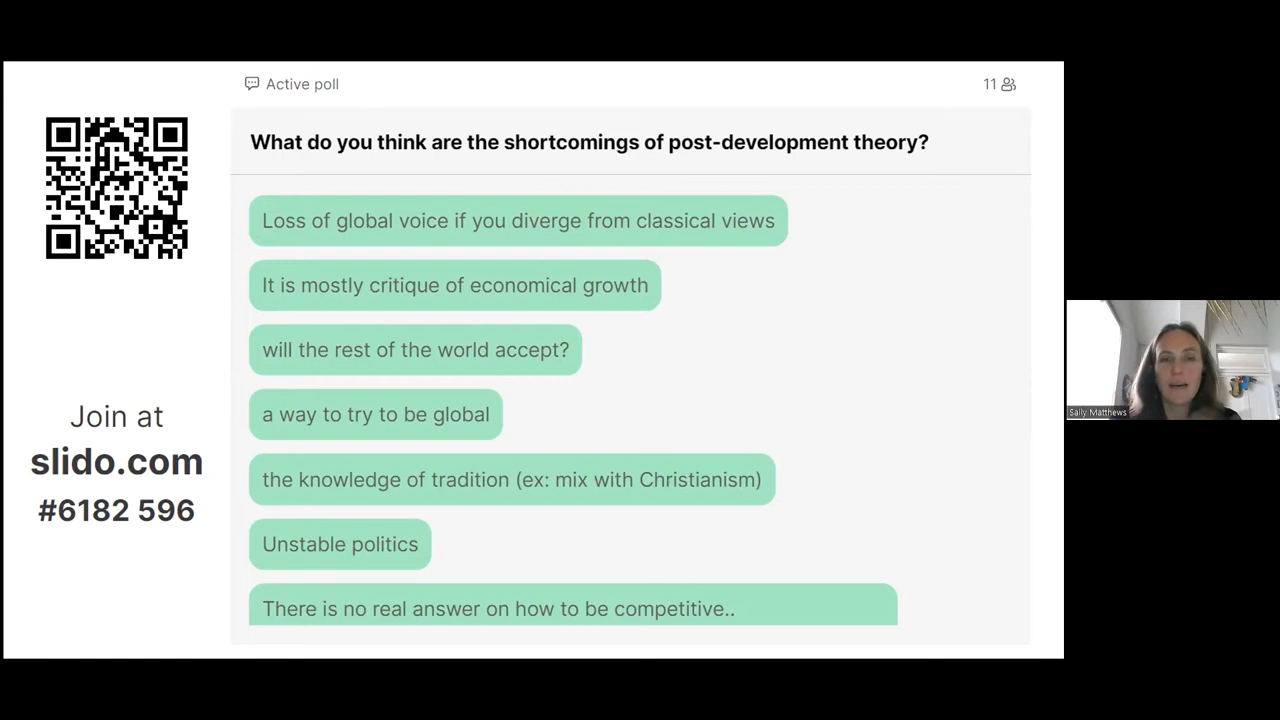 Active poll
11
What do you think are the shortcomings of post-development theory?
Loss of global voice if you diverge from classical views
It is mostly critique of economical growth
will the rest of the world accept?
a way to try to be global
the knowledge of tradition (ex: mix with Christianism)
Unstable politics
There is no real answer on how to be competitive..
Join at
slido.com
#6182 596
Sally Matthews